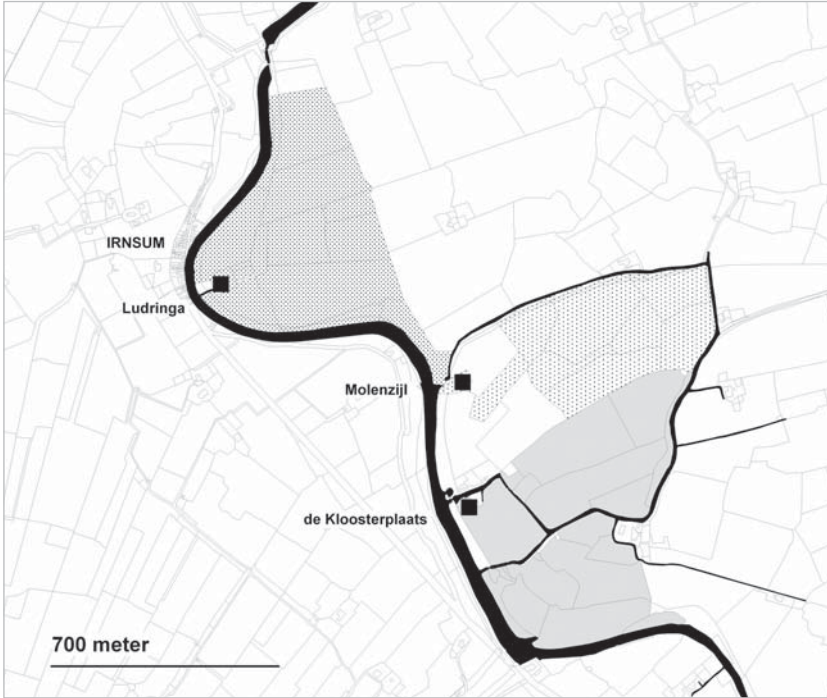 IRNSUM
Ludringa
Molenzijl
de Kloosterplaats
700 meter